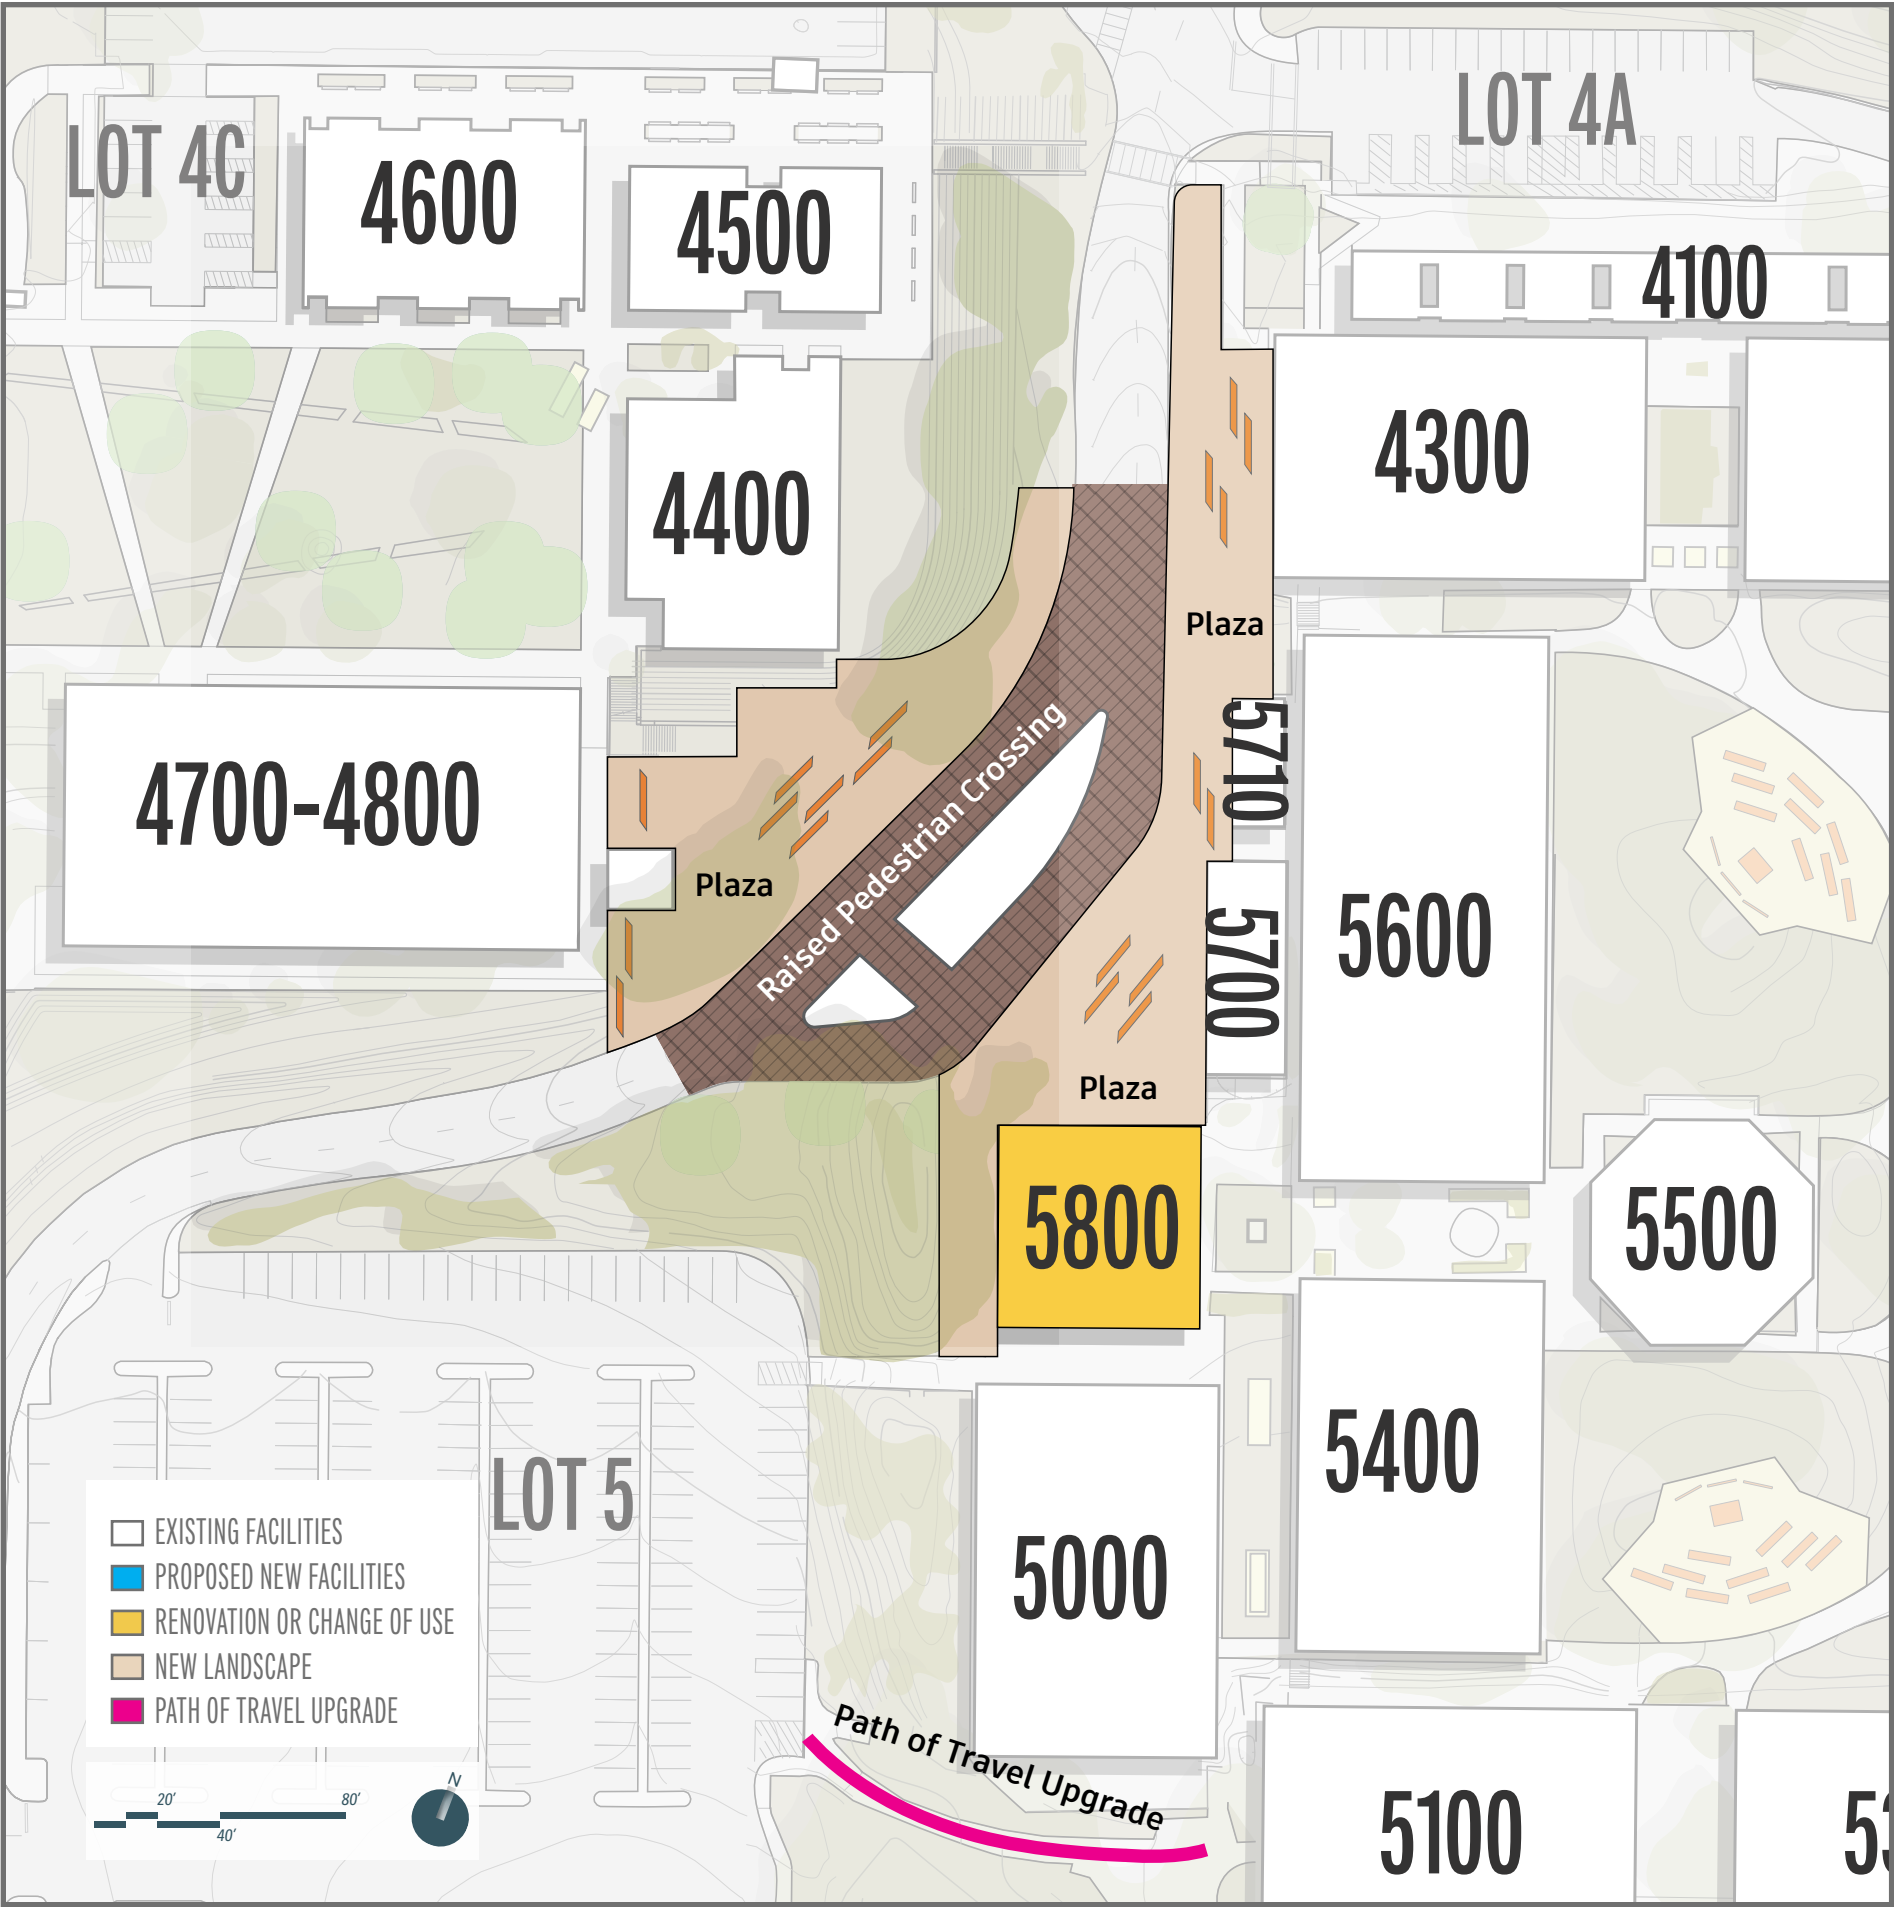 LOT 4C
LOT 4A
4600
4500
4100
4300
4400
Plaza
5710
4700-4800
Raised Pedestrian Crossing
Plaza
5700
5600
Plaza
5800
5500
5400
LOT 5
5000
EXISTING FACILITIES
PROPOSED NEW FACILITIES
RENOVATION OR CHANGE OF USE
NEW LANDSCAPE
PATH OF TRAVEL UPGRADE
Path of Travel Upgrade
N
20'
80'
40'
5100